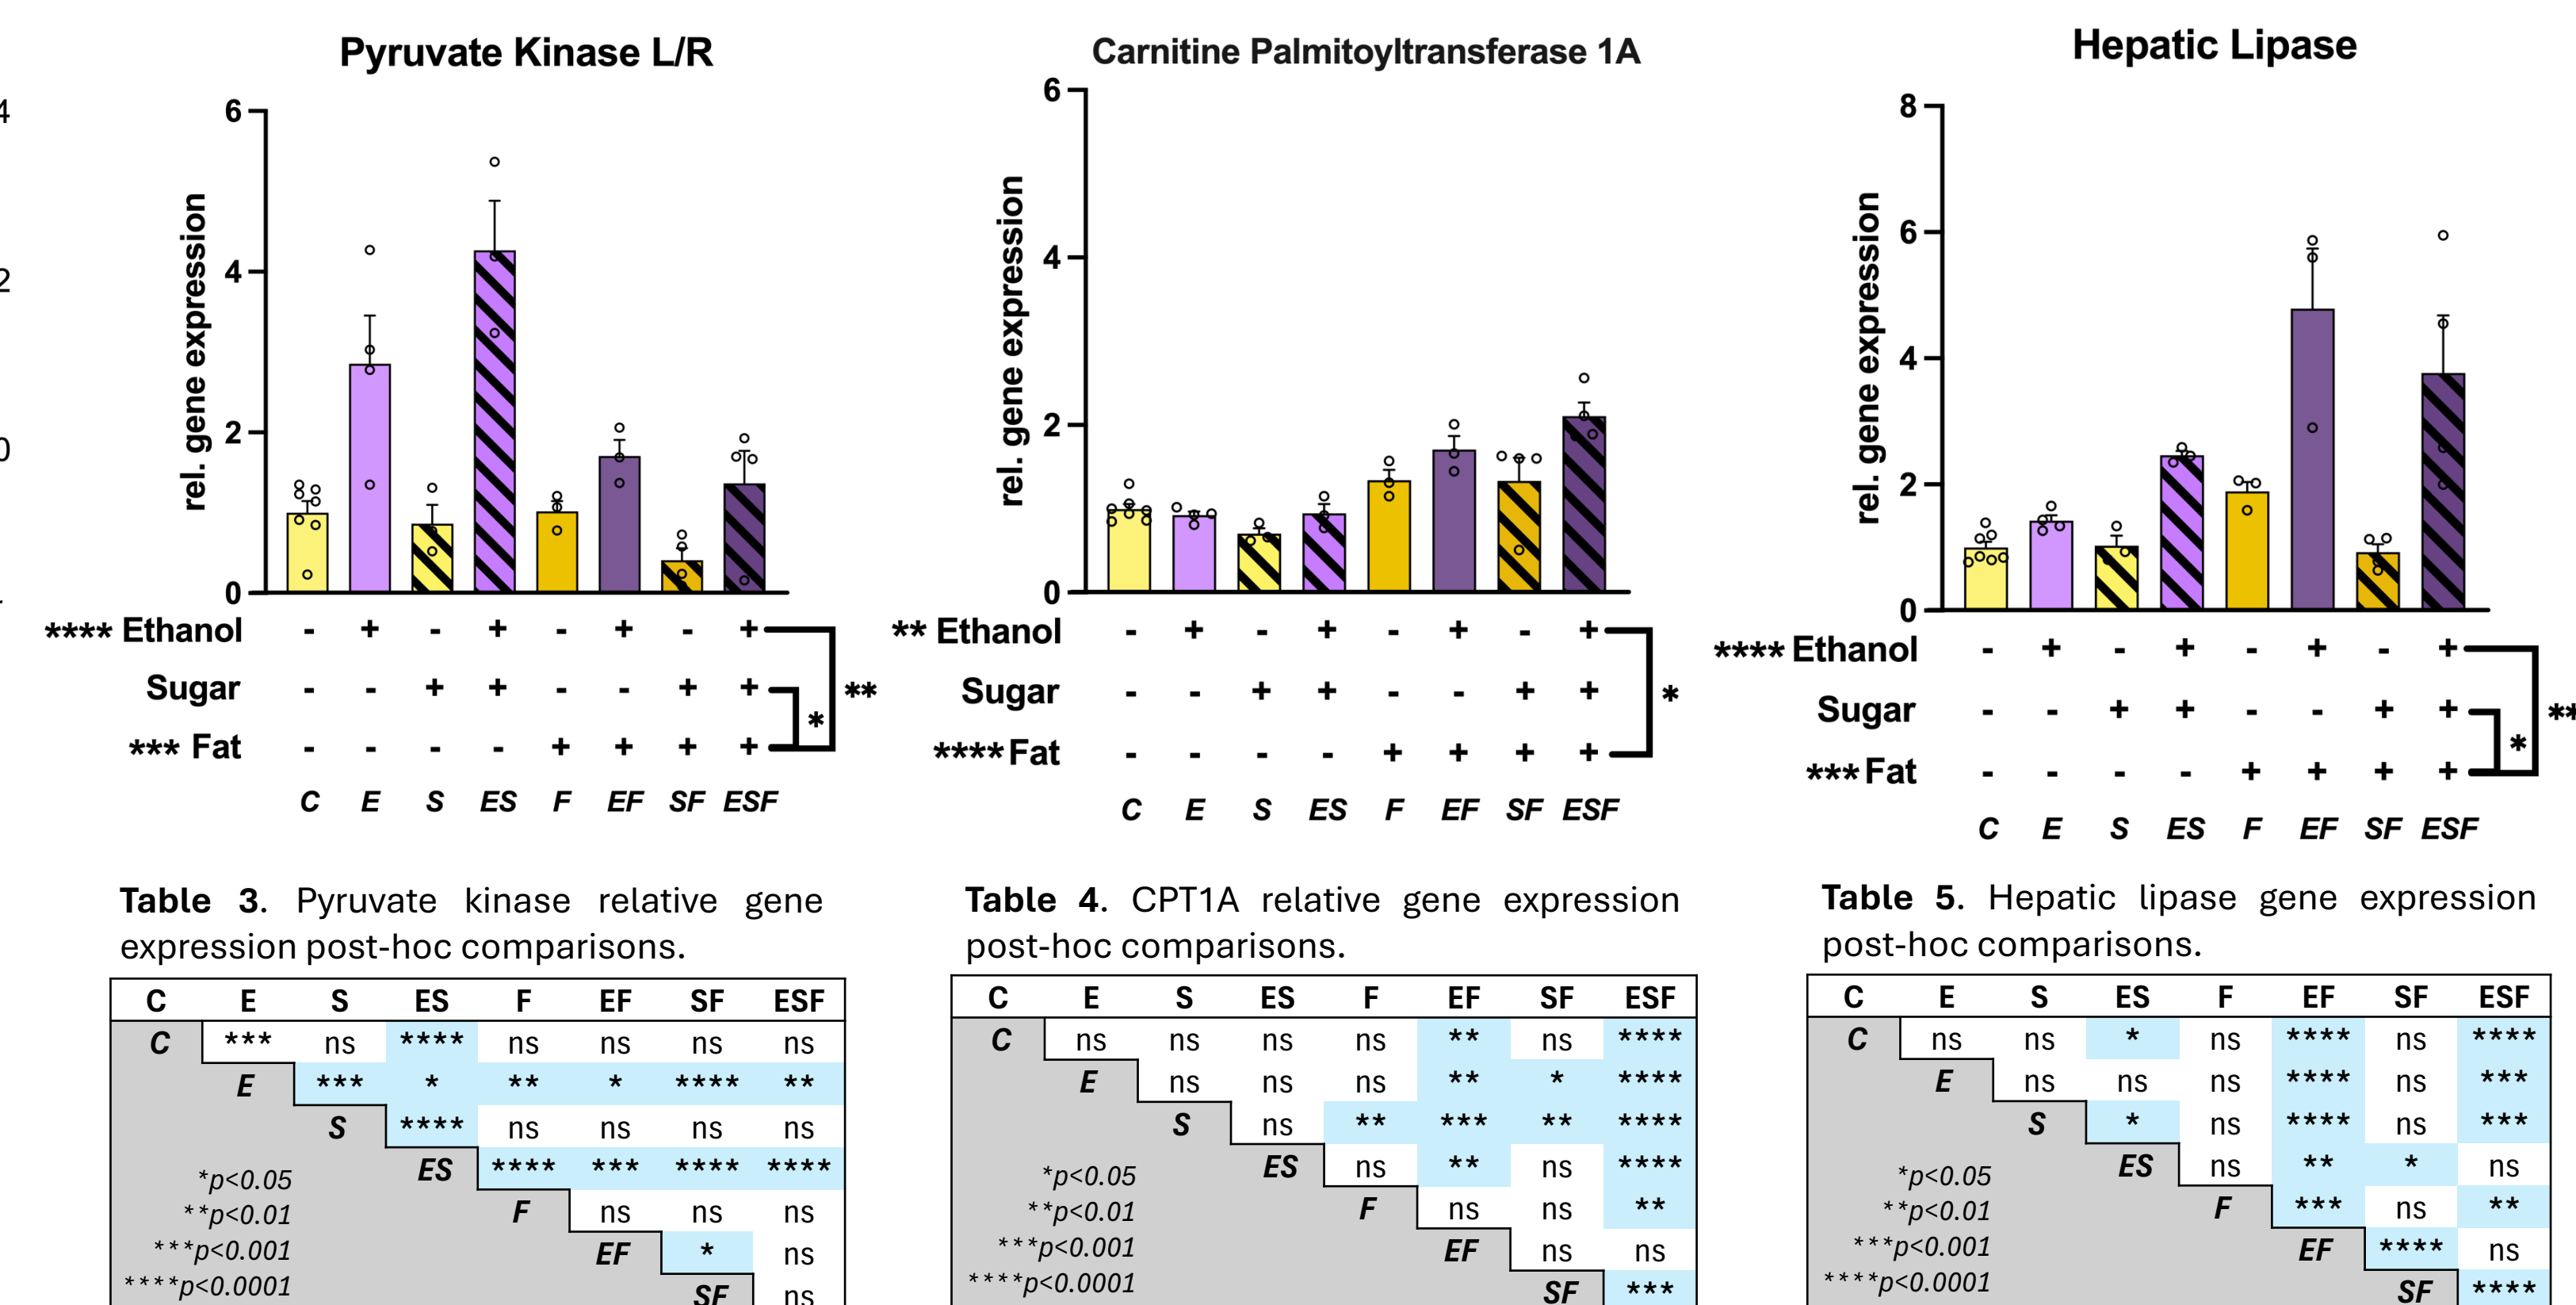 Pyruvate Kinase L/R
6
4
2
0
rel. gene expression
**** Ethanol - + - + - + - +
Sugar - - + + - - + +
*** Fat - - - - + + + +
*
**
C E S ES F EF SF ESF
Carnitine Palmitoyltransferase 1A
6
4
2
0
rel. gene expression
** Ethanol - + - + - + - +
Sugar - - + + - - + +
**** Fat - - - - + + + +
*
C E S ES F EF SF ESF
Hepatic Lipase
8
6
4
2
0
rel. gene expression
**** Ethanol - + - + - + - +
Sugar - - + + - - + +
*** Fat - - - - + + + +
*
**
C E S ES F EF SF ESF
4
2
0
Table 3. Pyruvate kinase relative gene
expression post-hoc comparisons.
C E S ES F EF SF ESF
C *** ns **** ns ns ns ns
E *** * ** * **** **
S **** ns ns ns ns
ES **** *** **** ****
F ns ns ns
EF * ns
SF ns
*p<0.05
**p<0.01
***p<0.001
****p<0.0001
Table 4. CPT1A relative gene expression
post-hoc comparisons.
C E S ES F EF SF ESF
C ns ns ns ns ** ns ****
E ns ns ns ** * ****
S ns ** *** ** ****
ES ns ** ns ****
F ns ns **
EF ns ns
SF ***
*p<0.05
**p<0.01
***p<0.001
****p<0.0001
Table 5. Hepatic lipase gene expression
post-hoc comparisons.
C E S ES F EF SF ESF
C ns ns * ns **** ns ****
E ns ns ns **** ns ***
S * ns **** ns ***
ES ns ** * ns
F *** ns **
EF **** ns
SF ****
*p<0.05
**p<0.01
***p<0.001
****p<0.0001